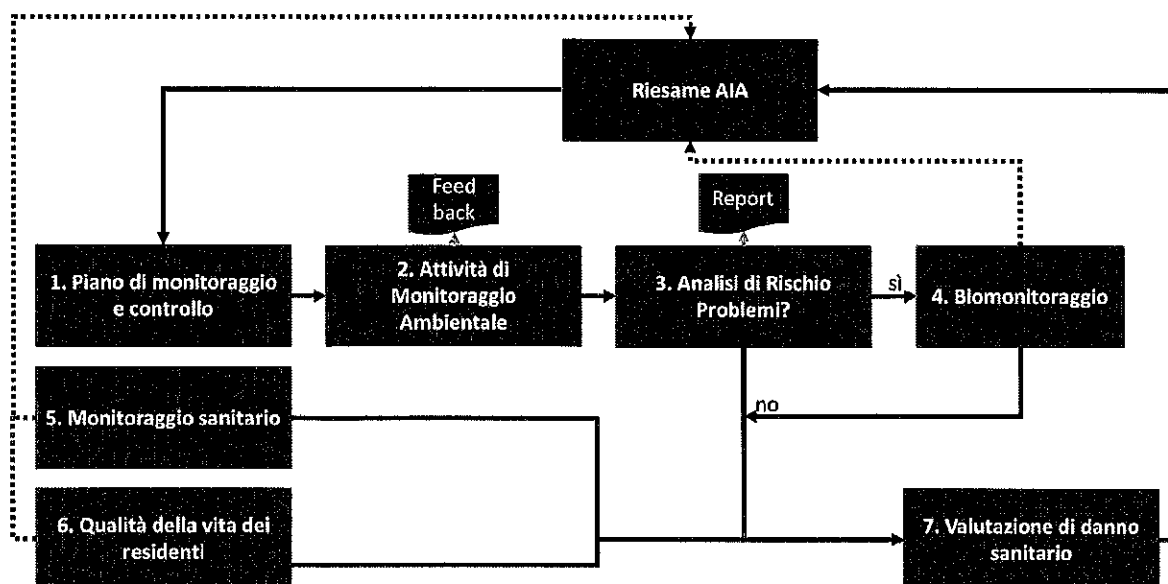 Riesame AIA
Feed
back
Report
1. Piano di monitoraggio
e controllo
2. Attività di
Monitoraggio
Ambientale
3. Analisi di Rischio
Problemi?
sì
4. Biomonitoraggio
no
5. Monitoraggio sanitario
6. Qualità della vita dei
residenti
7. Valutazione di danno
sanitario